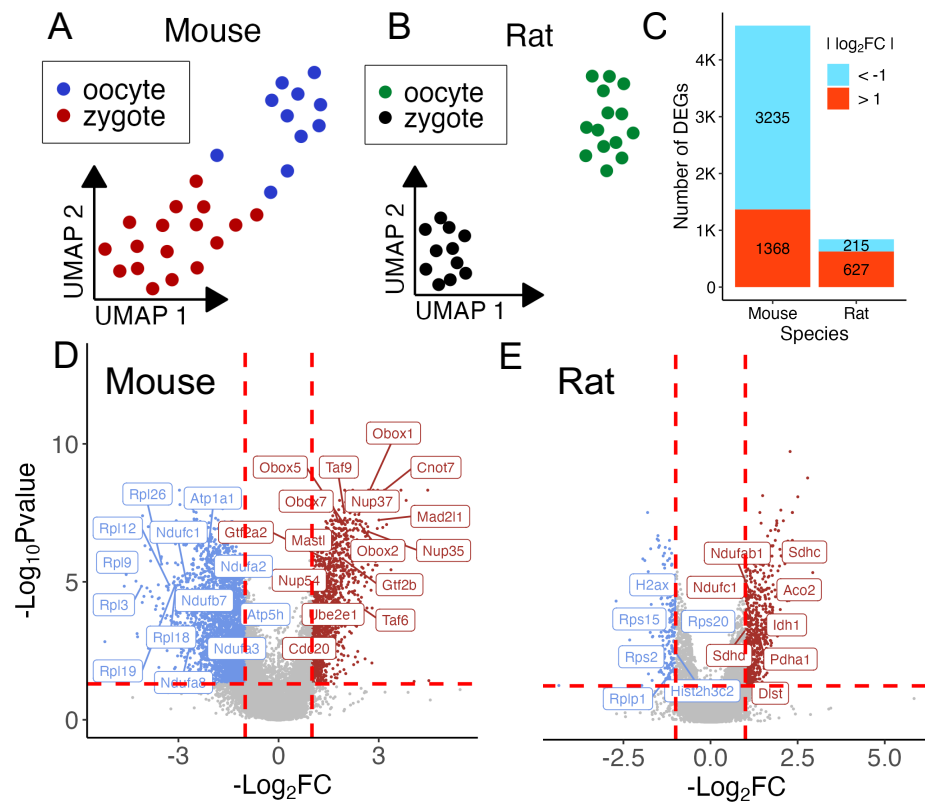 A
Mouse
oocyte
zygote
UMAP 2
UMAP 1
B
Rat
oocyte
zygote
UMAP 2
UMAP 1
C
| log2FC |
< -1
> 1
Number of DEGs
4K
3K
2K
1K
0
3235
1368
215
627
Mouse
Rat
Species
D
Mouse
-Log10Pvalue
10
5
0
Obox1
Obox5
Taf9
Cnot7
Rpl26
Atp1a1
Obox7
Nup37
Mad2l1
Rpl12
Ndufc1
Gtf2a2
Mastl
Obox2
Nup35
Rpl9
Ndufa2
Nup54
Gtf2b
Rpl3
Ndufb7
Atp5h
Ube2e1
Taf6
Rpl18
Ndufa3
Cdc20
Rpl19
Ndufa8
-3
0
3
-Log2FC
E
Rat
Ndufab1
Sdhc
H2ax
Ndufc1
Aco2
Rps15
Rps20
Idh1
Rps2
Sdhd
Pdha1
Rplp1
Hist2h3c2
Dlst
-2.5
0.0
2.5
5.0
-Log2FC